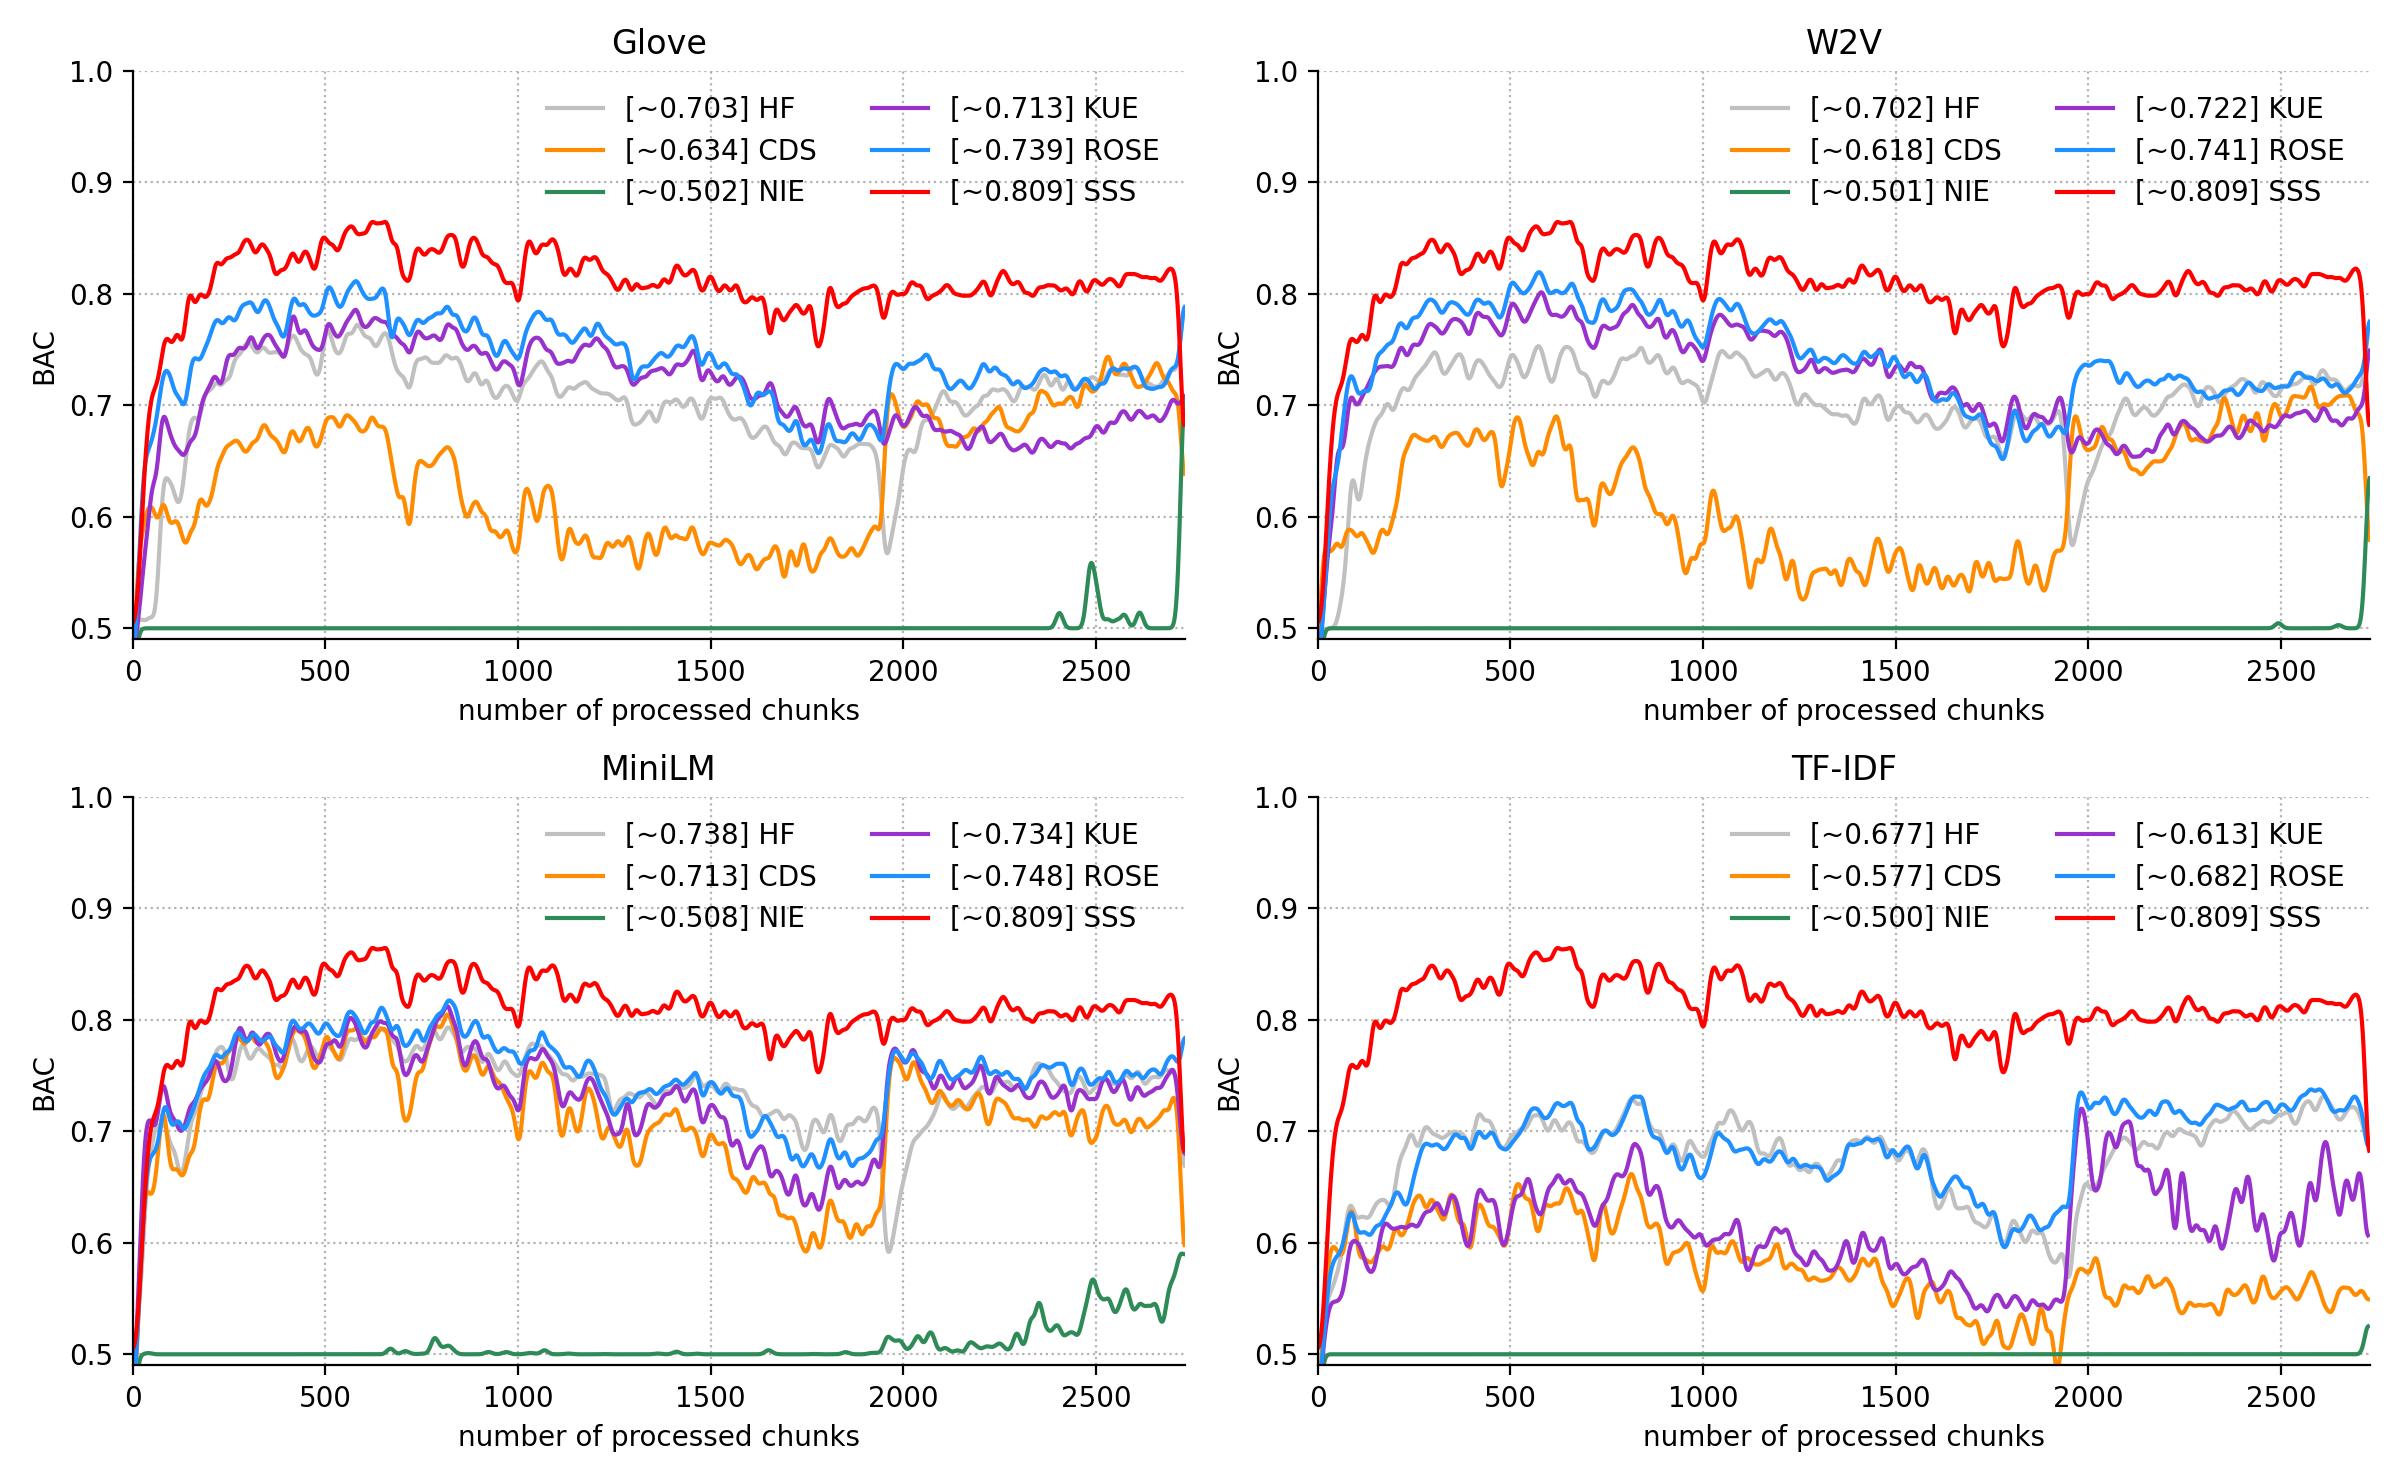 Glove
1.0
0.9
0.8
0.7
0.6
0.5
BAC
[~0.703] HF
[~0.634] CDS
[~0.502] NIE
[~0.713] KUE
[~0.739] ROSE
[~0.809] SSS
0 500 1000 1500 2000 2500
number of processed chunks
W2V
1.0
0.9
0.8
0.7
0.6
0.5
BAC
[~0.702] HF
[~0.618] CDS
[~0.501] NIE
[~0.722] KUE
[~0.741] ROSE
[~0.809] SSS
0 500 1000 1500 2000 2500
number of processed chunks
MiniLM
1.0
0.9
0.8
0.7
0.6
0.5
BAC
[~0.738] HF
[~0.713] CDS
[~0.508] NIE
[~0.734] KUE
[~0.748] ROSE
[~0.809] SSS
0 500 1000 1500 2000 2500
number of processed chunks
TF-IDF
1.0
0.9
0.8
0.7
0.6
0.5
BAC
[~0.677] HF
[~0.577] CDS
[~0.500] NIE
[~0.613] KUE
[~0.682] ROSE
[~0.809] SSS
0 500 1000 1500 2000 2500
number of processed chunks